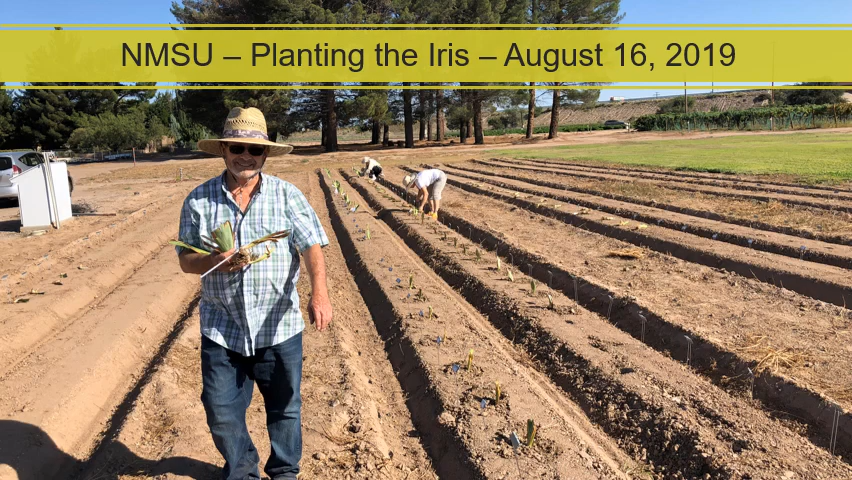 NMSU – Planting the Iris – August 16, 2019